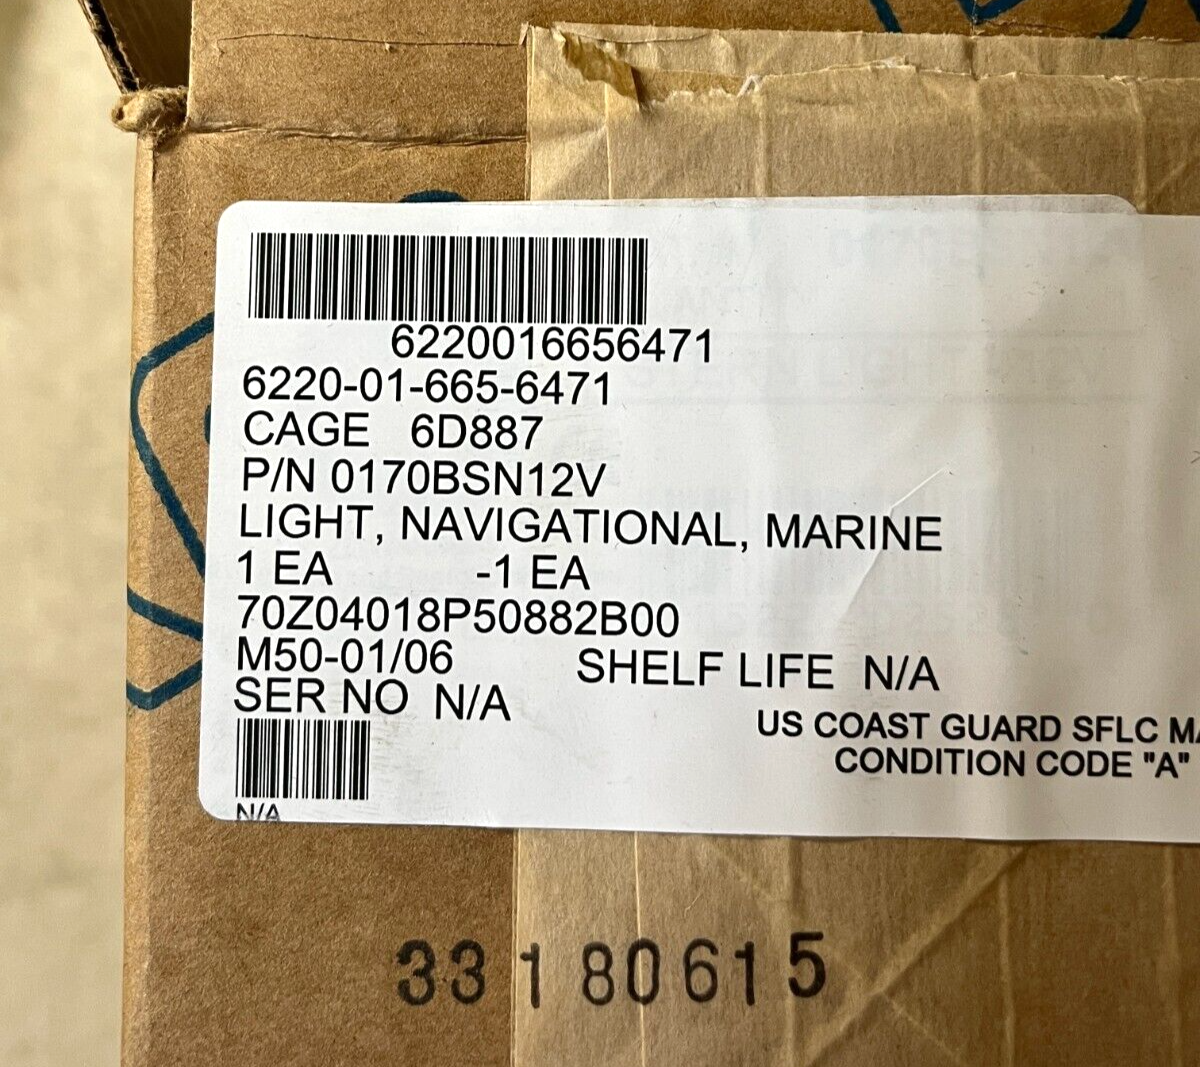 6220016656471
6220-01-665-6471
CAGE 6D887
P/N 0170BSN12V
LIGHT, NAVIGATIONAL, MARINE
1 EA -1 EA
70Z04018P50882B00
M50-01/06 SHELF LIFE N/A
SER NO N/A
US COAST GUARD SFLC
CONDITION CODE "A"
N/A
33180615